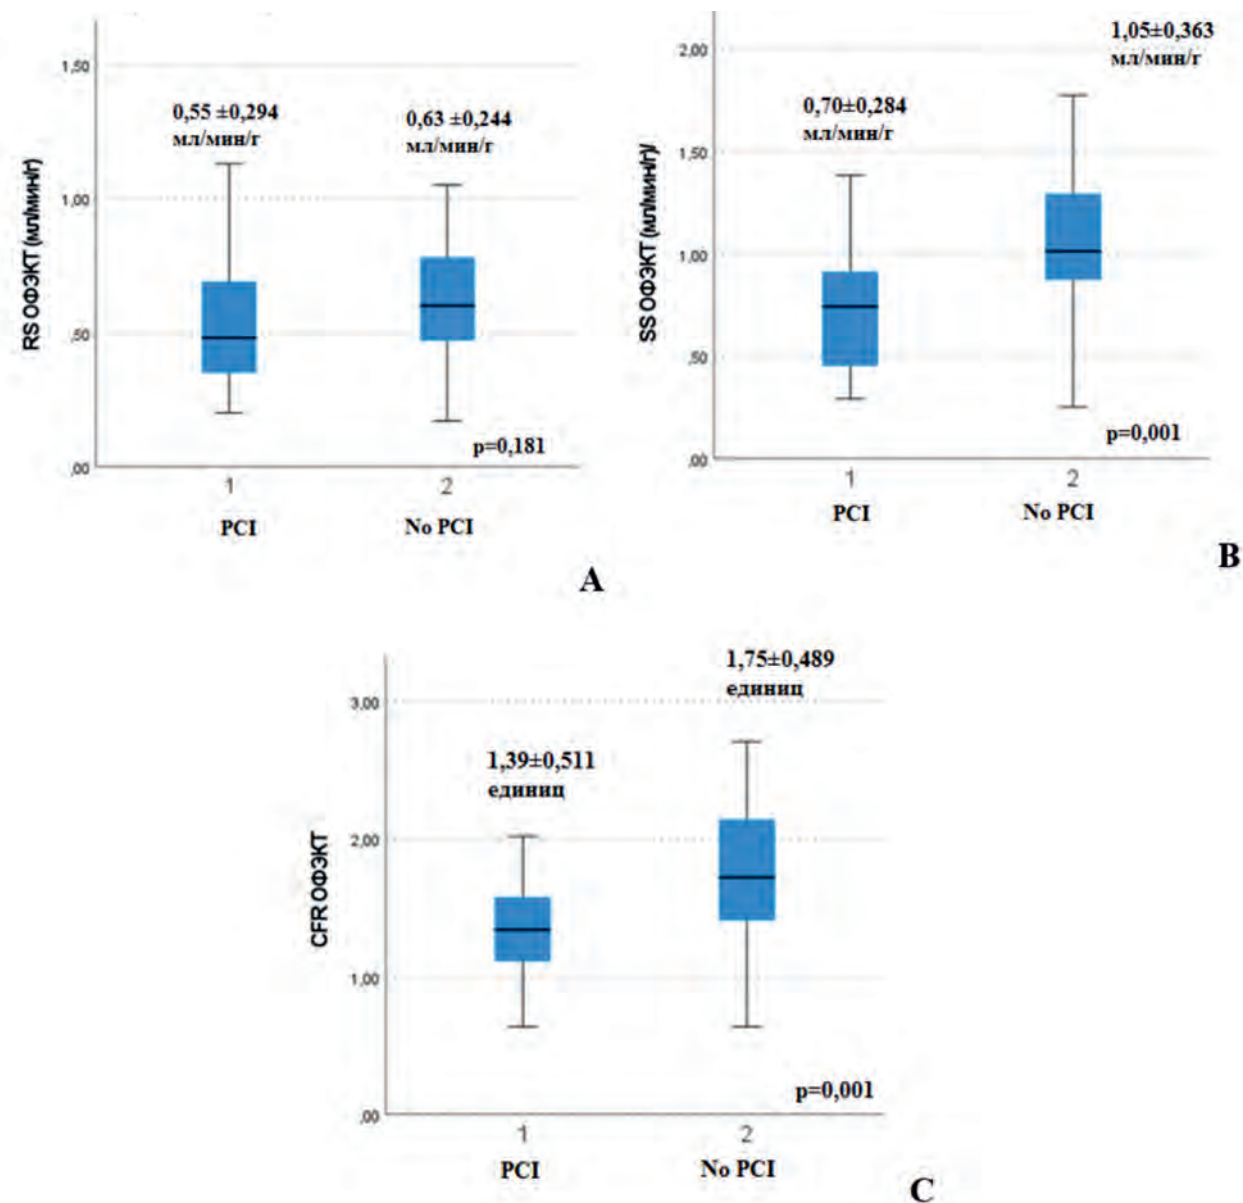 0,55 ±0,294
мл/мин/г
0,63 ±0,244
мл/мин/г
RS ОФЭКТ (мл/мин/г)
1,50
1,00
,50
,00
p=0,181
1
2
PCI
No PCI
A
1,05±0,363
мл/мин/г
0,70±0,284
мл/мин/г
SS ОФЭКТ (мл/мин/г)/
2,00
1,50
1,00
,50
,00
p=0,001
1
2
PCI
No PCI
B
1,75±0,489
единиц
1,39±0,511
единиц
CFR ОФЭКТ
3,00
2,00
1,00
,00
p=0,001
1
2
PCI
No PCI
C